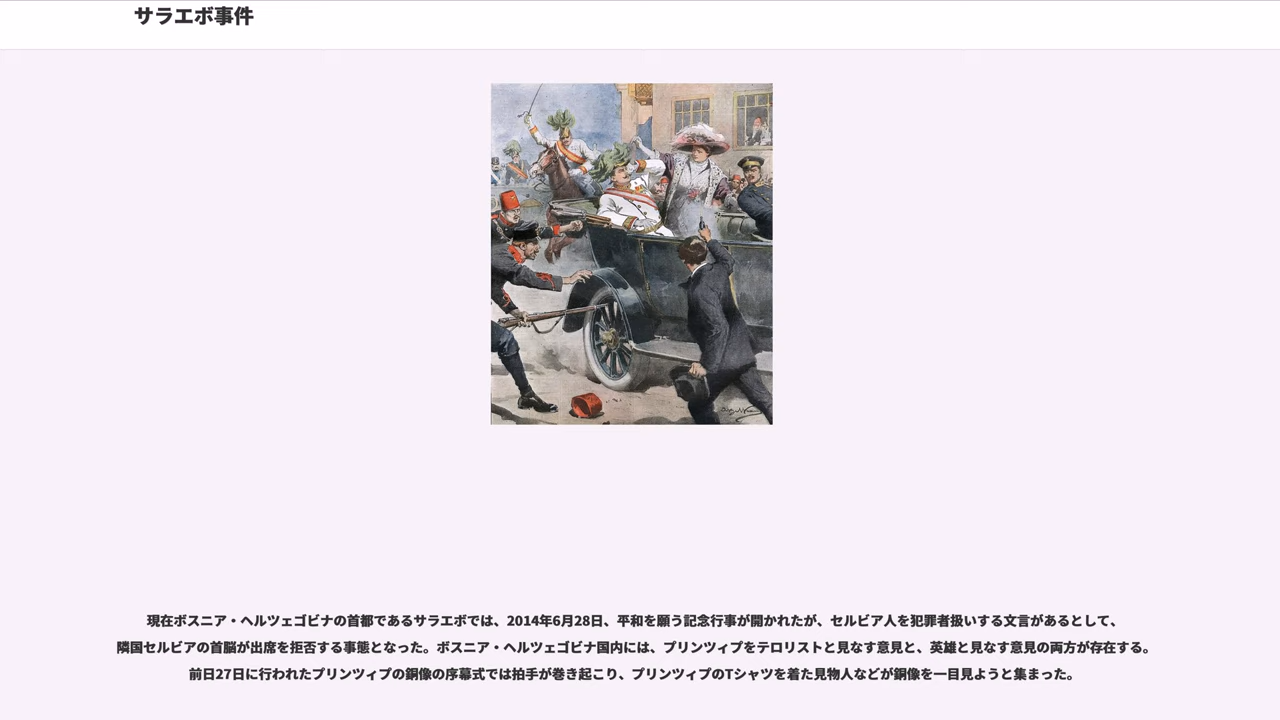 サラエボ事件
現在ボスニア・ヘルツェゴビナの首都であるサラエボでは、2014年6月28日、平和を願う記念行事が開かれたが、セルビア人を犯罪者扱いする文言があるとして、
隣国セルビアの首脳が出席を拒否する事態となった。ボスニア・ヘルツェゴビナ国内には、プリンツィプをテロリストと見なす意見と、英雄と見なす意見の両方が存在する。
前日27日に行われたプリンツィプの銅像の序幕式では拍手が巻き起こり、プリンツィプのTシャツを着た見物人などが銅像を一目見ようと集まった。